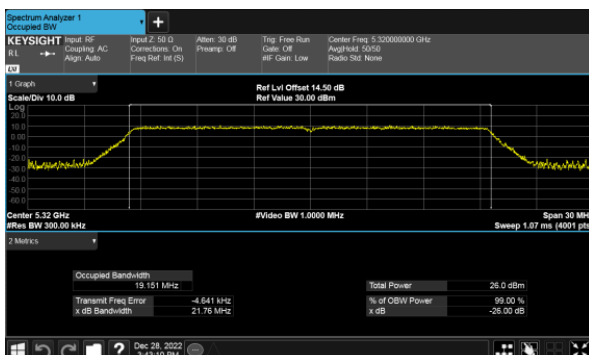 Spectrum Analyzer 1
Occupied BW
+
KEYSIGHT Input: RF Input Z: 50 Ω Atten: 30 dB Trig: Free Run Center Freq: 5.320000000 GHz
RL Coupling: AC Corrections: On Preamp: Off Gate: Off Avg|Hold: 50/50
Align: Auto Freq Ref: Int (S) #IF Gain: Low Radio Std: None
LXI
1 Graph Ref Lvl Offset 14.50 dB
Scale/Div 10.0 dB Ref Value 30.00 dBm
Log
20.0
10.0
0.00
-10.0
-20.0
-30.0
-40.0
-50.0
-60.0
Center 5.32 GHz #Video BW 1.0000 MHz Span 30 MH
#Res BW 300.00 kHz Sweep 1.07 ms (4001 pts
2 Metrics
Occupied Bandwidth
19.151 MHz Total Power 26.0 dBm
Transmit Freq Error -4.641 kHz % of OBW Power 99.00 %
x dB Bandwidth 21.76 MHz x dB -26.00 dB
? Dec 28, 2022